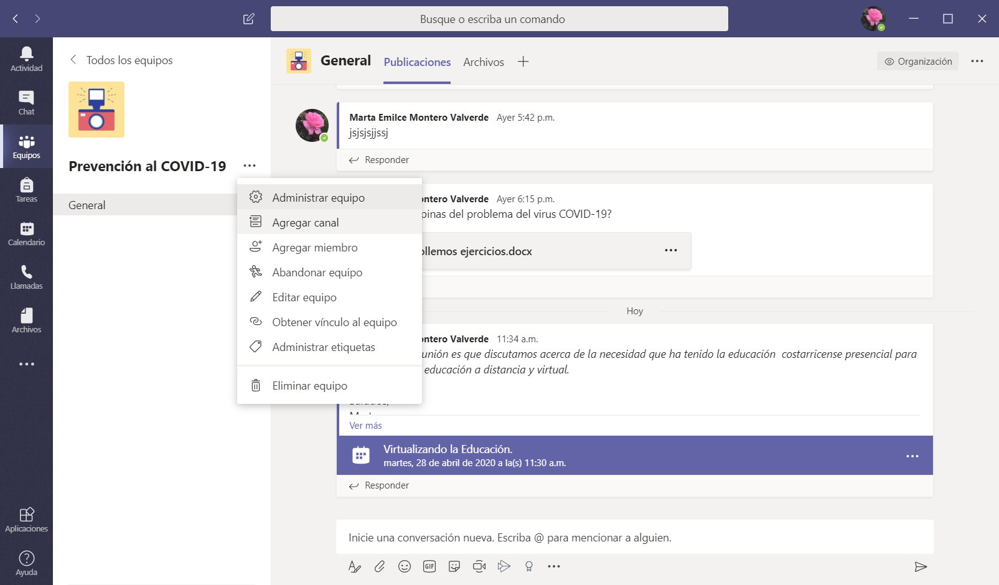 Busque o escriba un comando
Actividad
Chat
Equipos
Tareas
Calendario
Llamadas
Archivos
Aplicaciones
Ayuda
Todos los equipos
Prevención al COVID-19
General
Administrar equipo
Agregar canal
Agregar miembro
Abandonar equipo
Editar equipo
Obtener vínculo al equipo
Administrar etiquetas
Eliminar equipo
General Publicaciones Archivos
Organización
Marta Emilce Montero Valverde Ayer 5:42 p.m.
jsjsjsjjssj
Responder
ntero Valverde Ayer 6:15 p.m.
pinas del problema del virus COVID-19?
ollemos ejercicios.docx
Hoy
ntero Valverde 11:34 a.m.
unión es que discutamos acerca de la necesidad que ha tenido la educación costarricense presencial para
educación a distancia y virtual.
Ver más
Virtualizando la Educación.
martes, 28 de abril de 2020 a la(s) 11:30 a.m.
Responder
Inicie una conversación nueva. Escriba @ para mencionar a alguien.
GIF